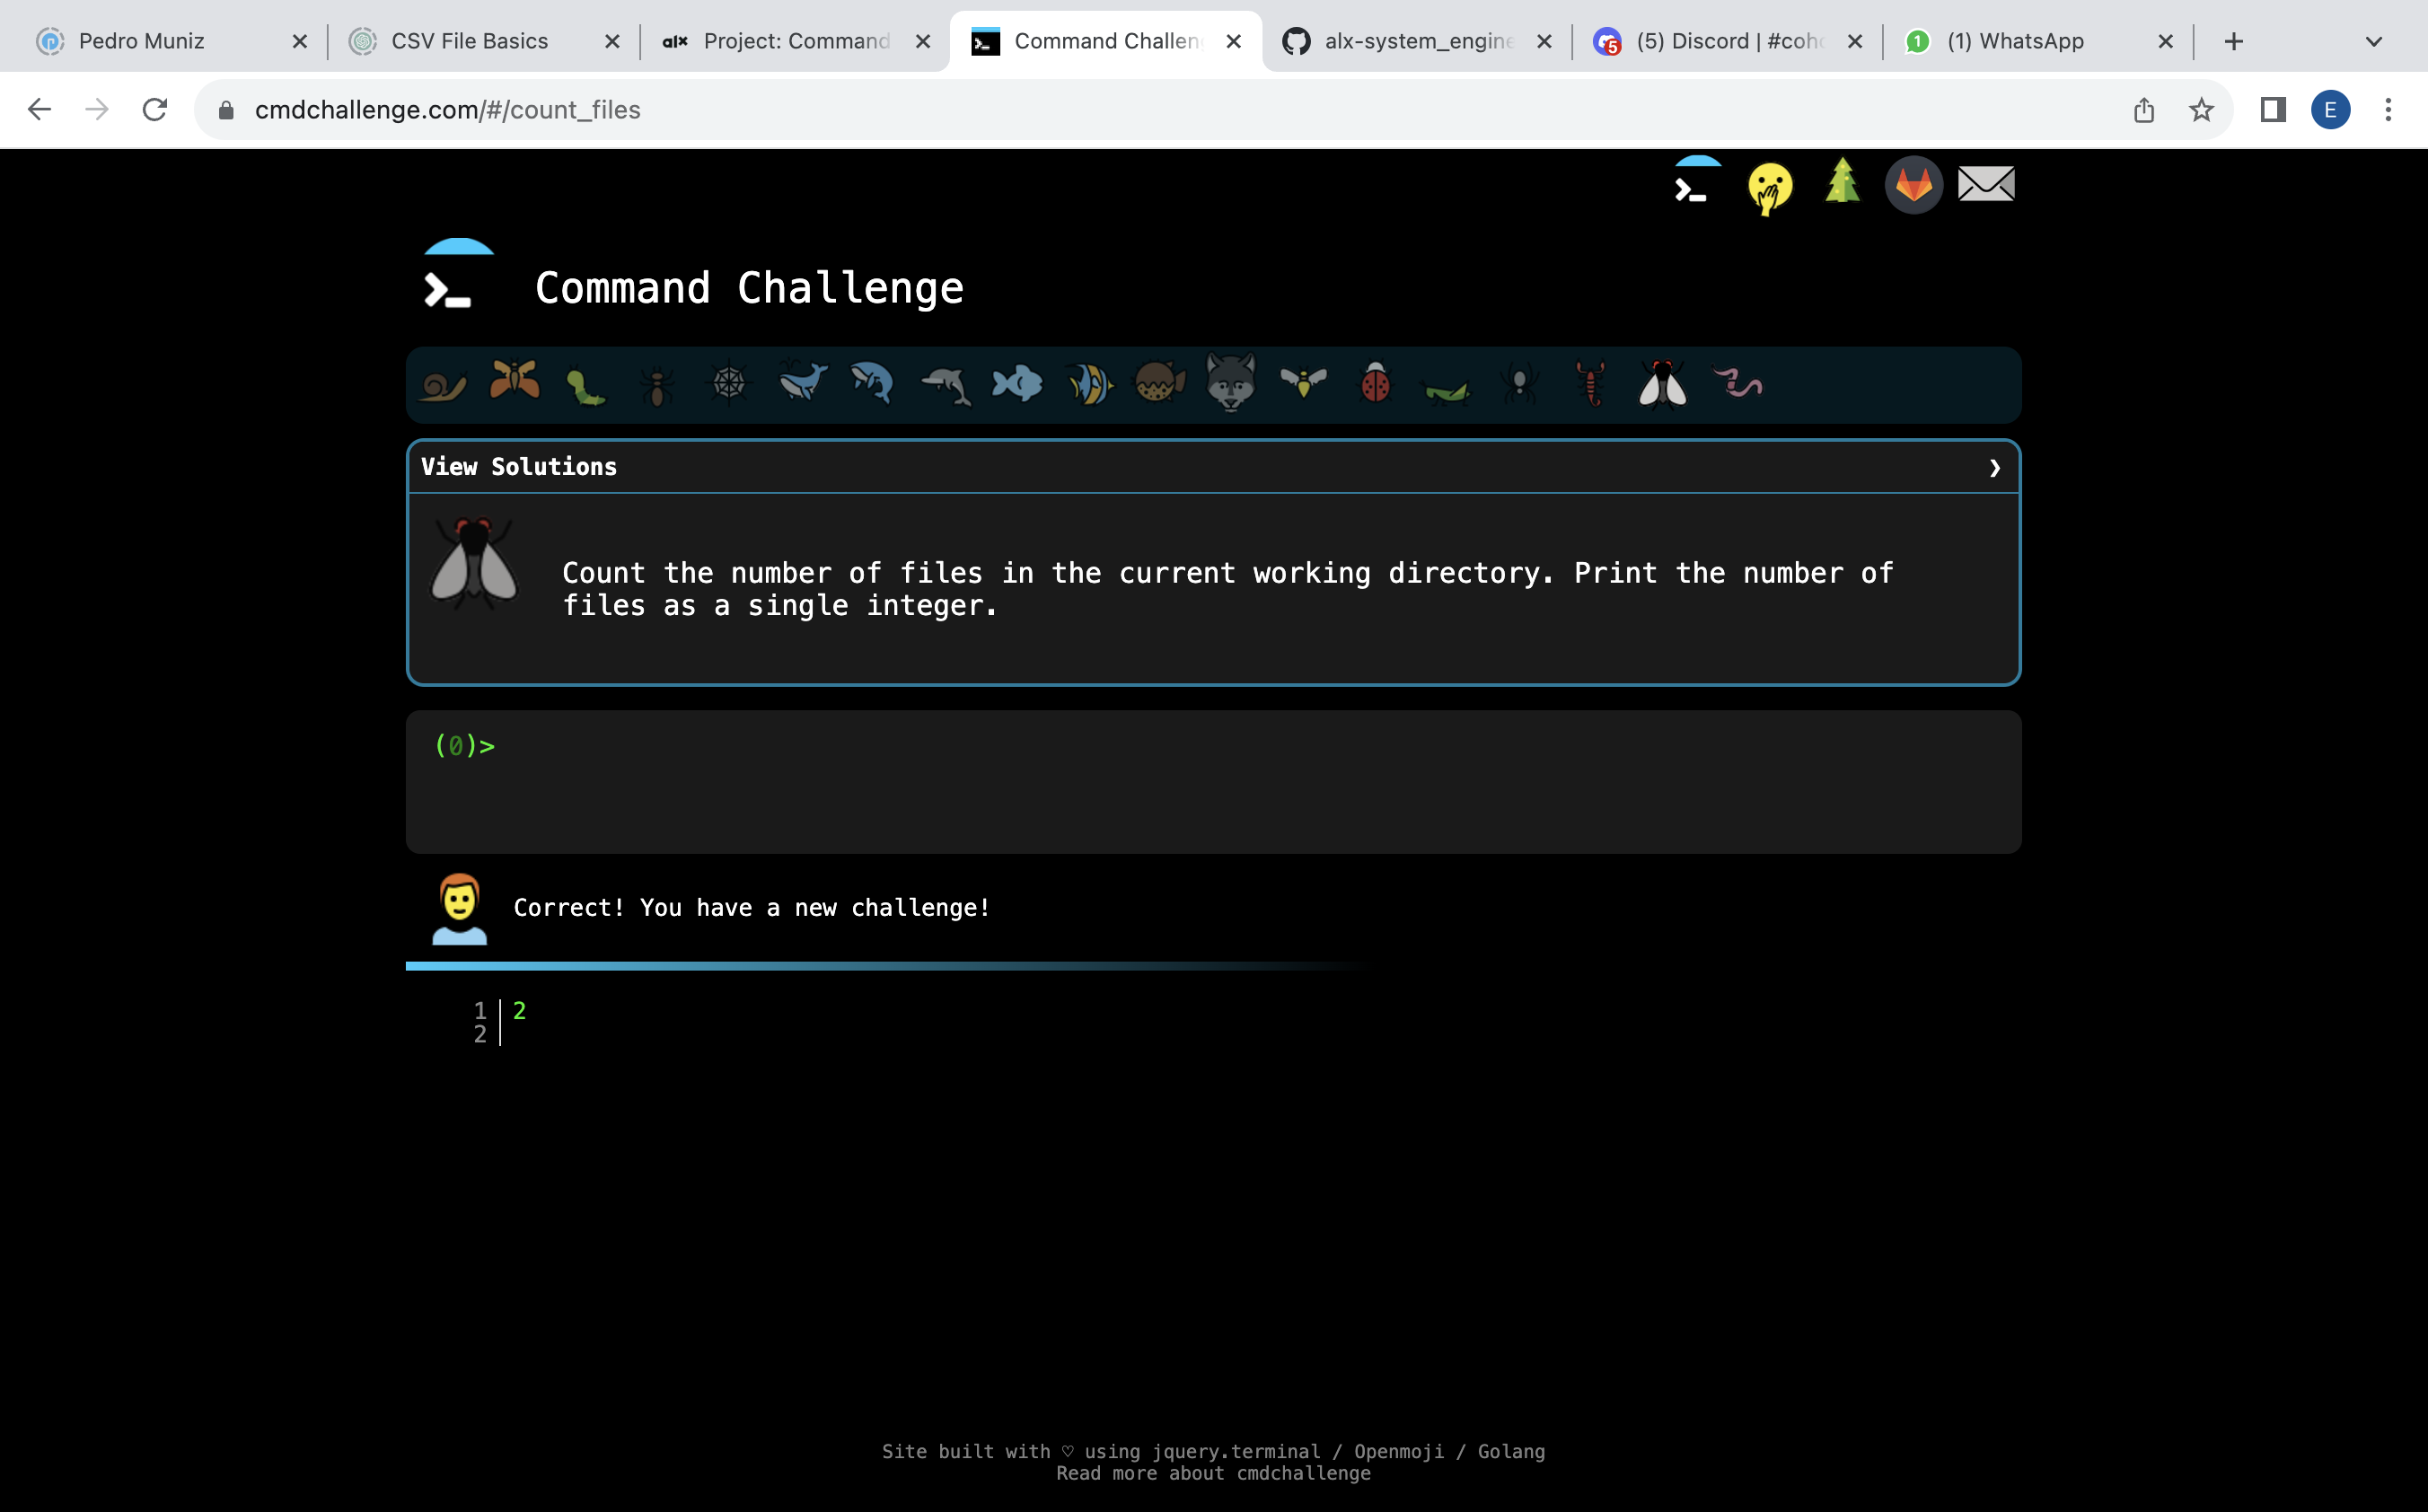 Pedro Muniz
CSV File Basics
alx Project: Command
Command Challen
alx-system_engine
5 (5) Discord | #coho
1 (1) WhatsApp
cmdchallenge.com/#/count_files
E
Command Challenge
View Solutions
Count the number of files in the current working directory. Print the number of
files as a single integer.
(0)>
Correct! You have a new challenge!
1 2
2
Site built with ♡ using jquery.terminal / Openmoji / Golang
Read more about cmdchallenge